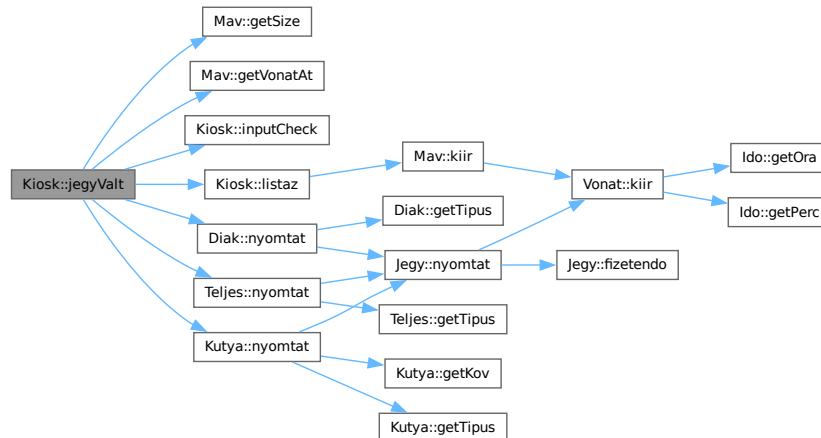 Kiosk::jegyValt
Mav::getSize
Mav::getVonatAt
Kiosk::inputCheck
Kiosk::listaz
Diak::nyomtat
Teljes::nyomtat
Kutya::nyomtat
Mav::kiir
Diak::getTipus
Jegy::nyomtat
Teljes::getTipus
Kutya::getKov
Kutya::getTipus
Vonat::kiir
Jegy::fizetendo
Ido::getOra
Ido::getPerc